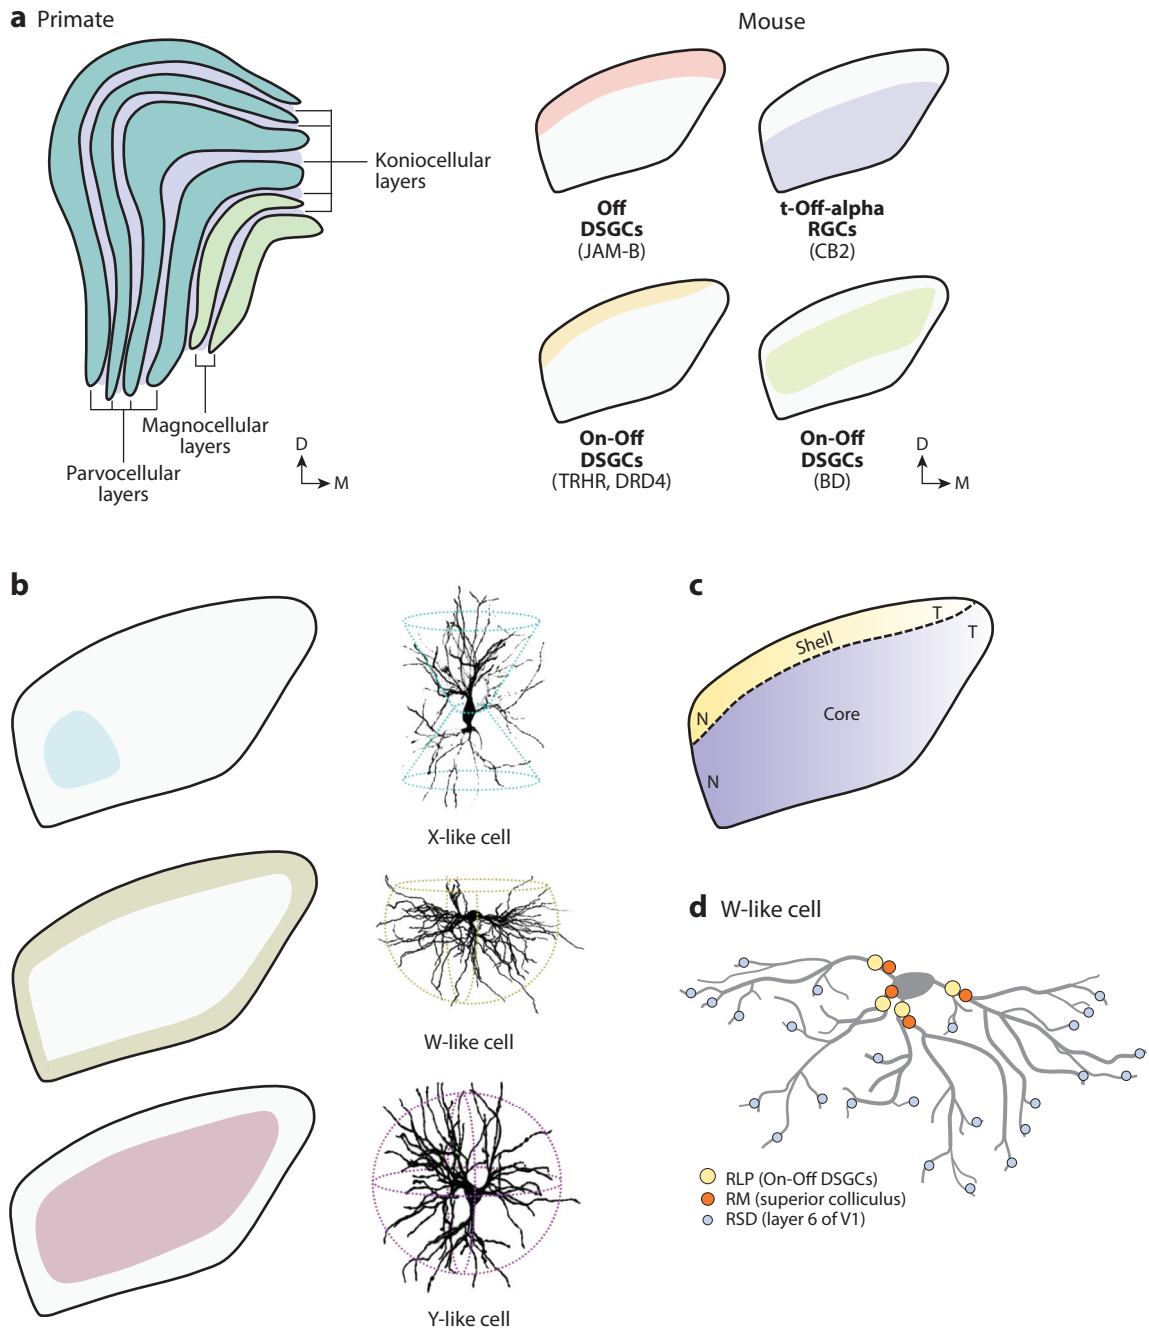 a Primate
Mouse
Koniocellular
layers
Magnocellular
layers
Parvocellular
layers
D
M
Off
DSGCs
(JAM-B)
t-Off-alpha
RGCs
(CB2)
On-Off
DSGCs
(TRHR, DRD4)
On-Off
DSGCs
(BD)
D
M
b
X-like cell
W-like cell
Y-like cell
c
T
T
Shell
N
Core
N
d W-like cell
RLP (On-Off DSGCs)
RM (superior colliculus)
RSD (layer 6 of V1)